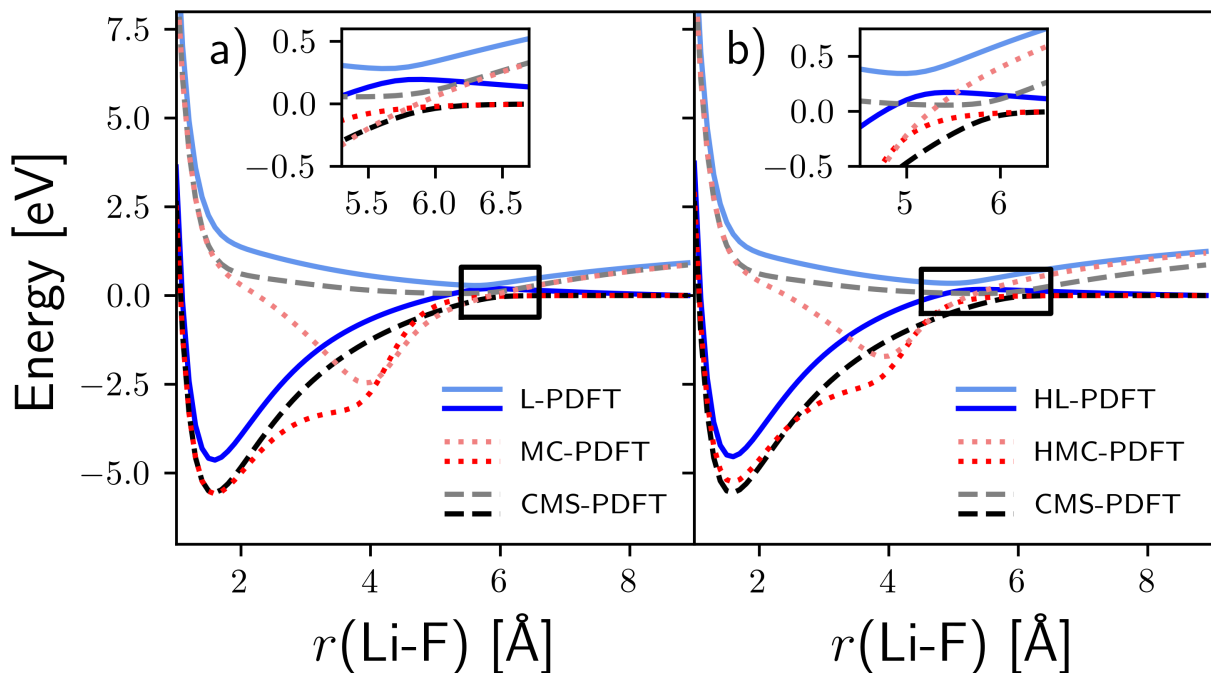 Energy [eV]
7.5
5.0
2.5
0.0
−2.5
−5.0
a)
0.5
0.0
−0.5
5.5 6.0 6.5
L-PDFT
MC-PDFT
CMS-PDFT
2 4 6 8
r(Li-F) [Å]
b)
0.5
0.0
−0.5
5 6
HL-PDFT
HMC-PDFT
CMS-PDFT
2 4 6 8
r(Li-F) [Å]